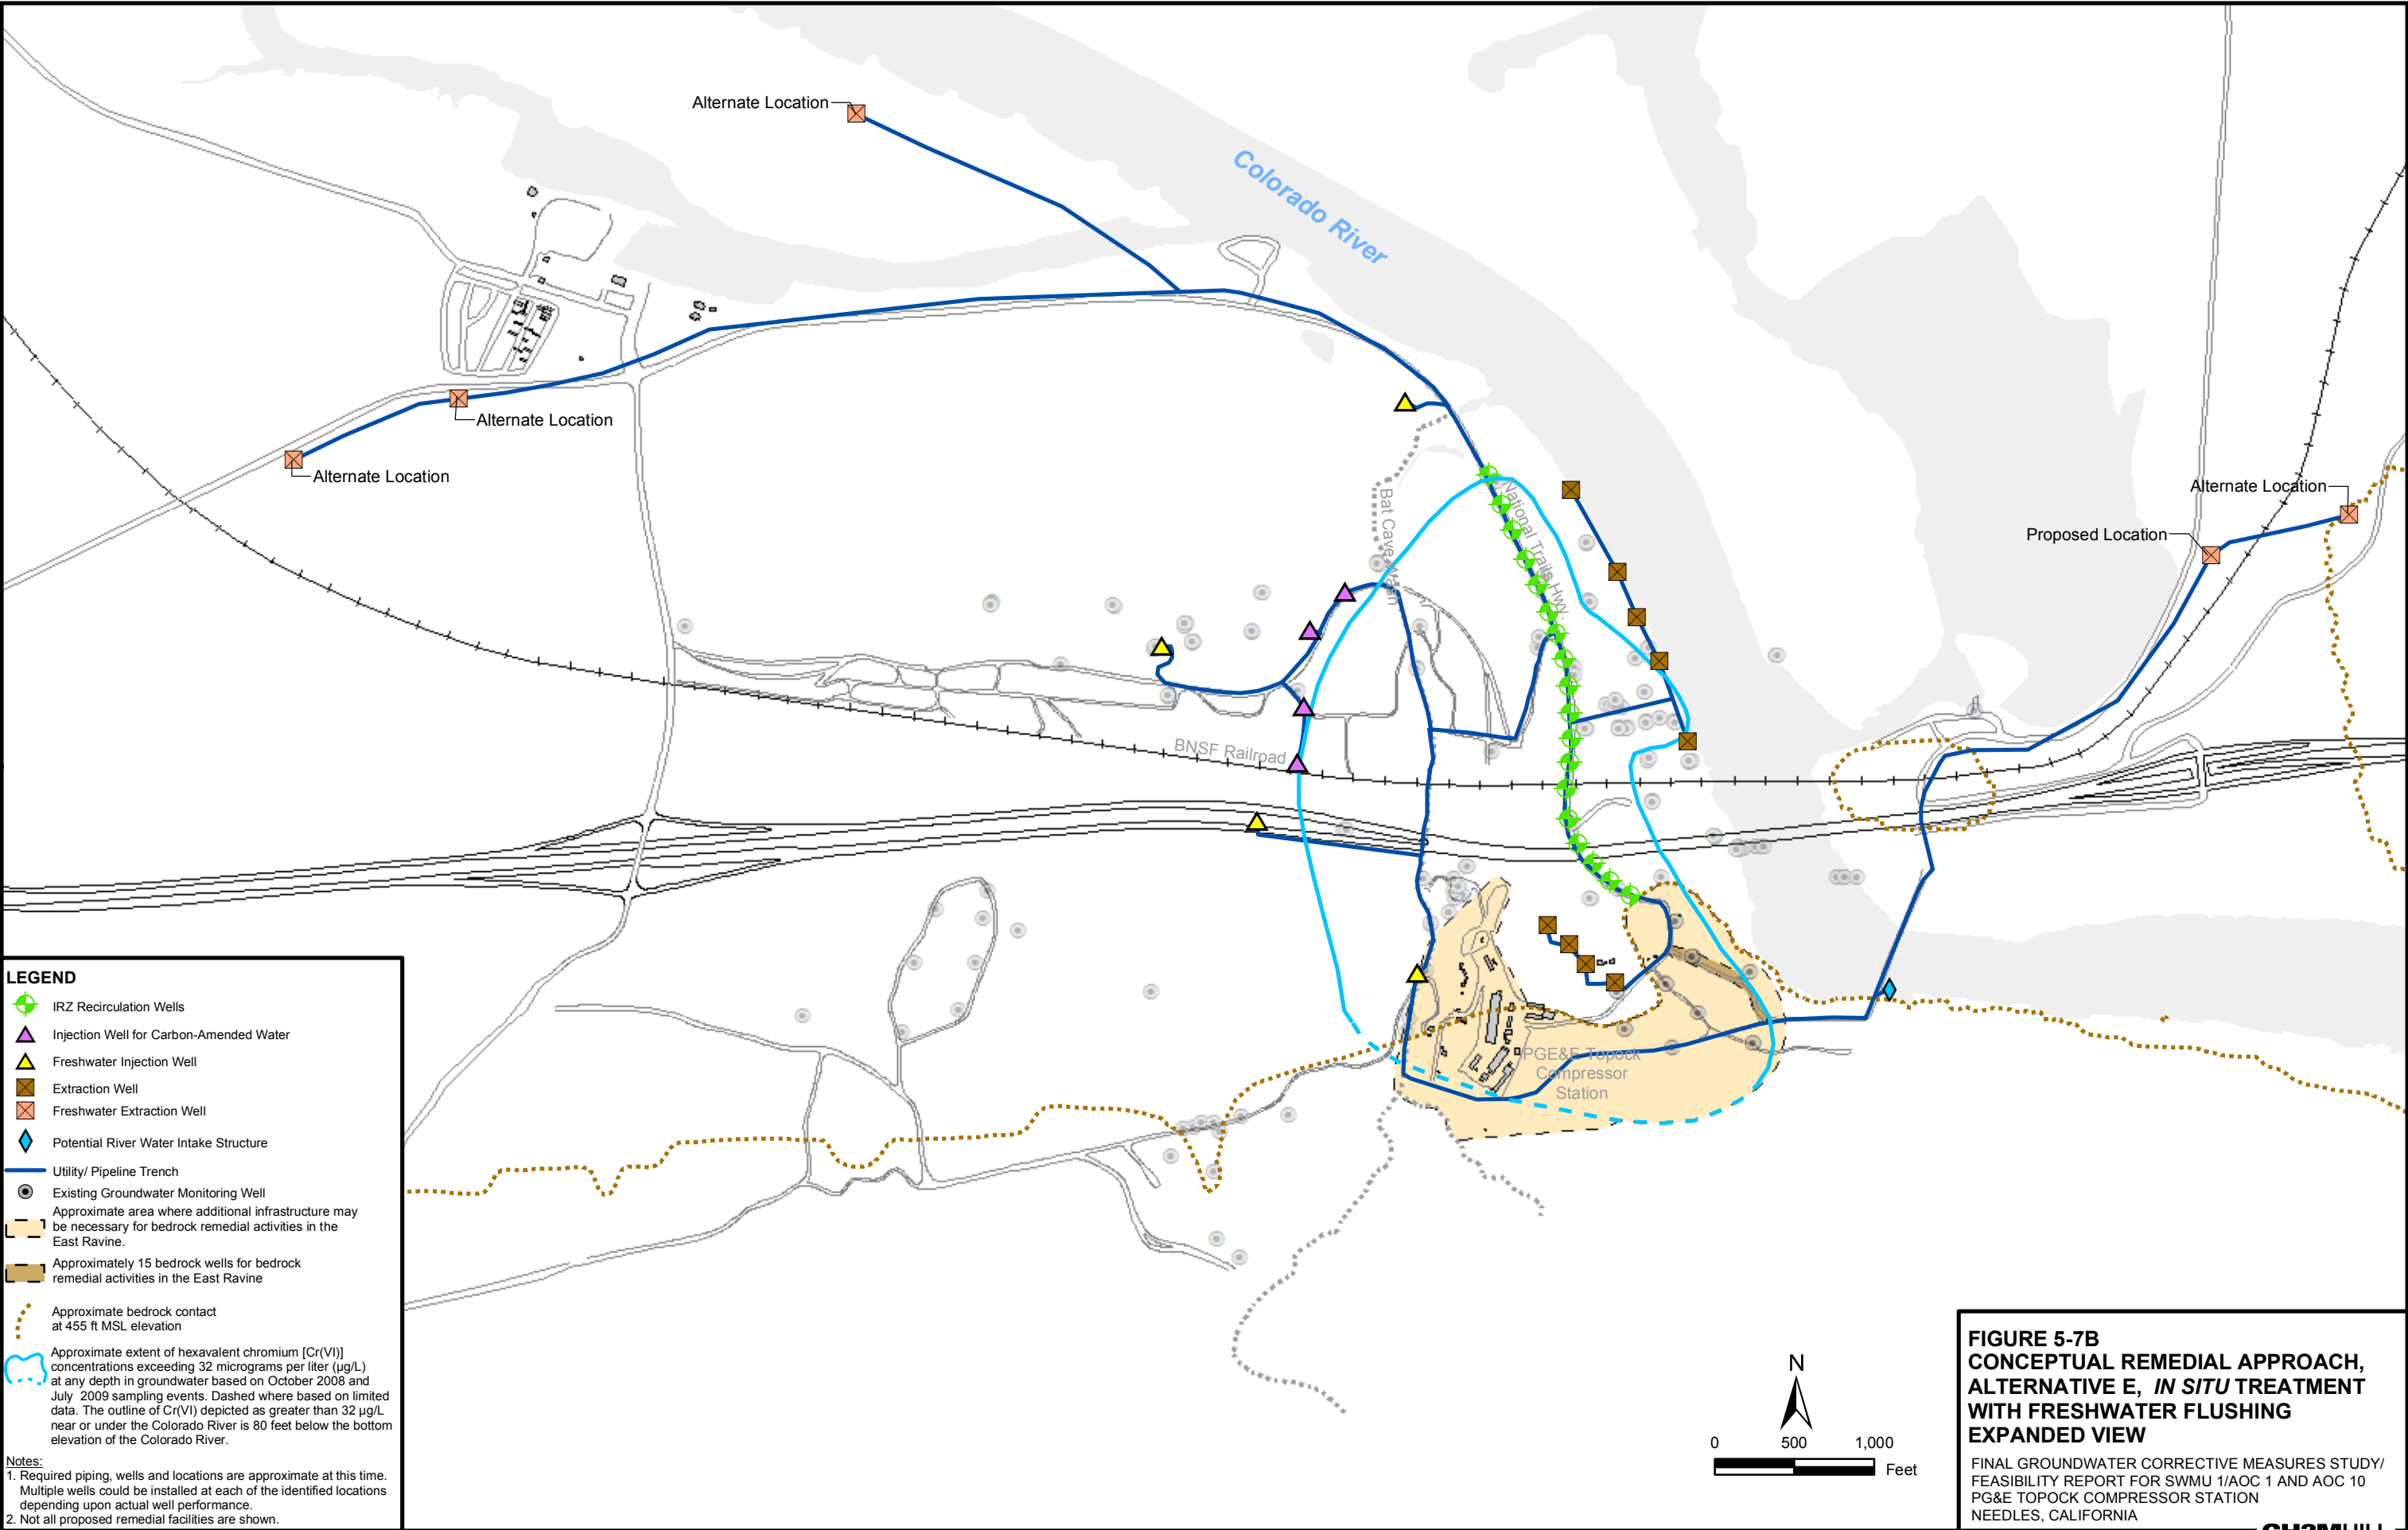 Alternate Location
Colorado River
Alternate Location
Alternate Location
Alternate Location
Proposed Location
National Trails Hwy.
Bat Cave Wash
BNSF Railroad
PGE&E Topock
Compressor
Station
LEGEND
IRZ Recirculation Wells
Injection Well for Carbon-Amended Water
Freshwater Injection Well
Extraction Well
Freshwater Extraction Well
Potential River Water Intake Structure
Utility/ Pipeline Trench
Existing Groundwater Monitoring Well
Approximate area where additional infrastructure may
be necessary for bedrock remedial activities in the
East Ravine.
Approximately 15 bedrock wells for bedrock
remedial activities in the East Ravine
Approximate bedrock contact
at 455 ft MSL elevation
Approximate extent of hexavalent chromium [Cr(VI)]
concentrations exceeding 32 micrograms per liter (µg/L)
at any depth in groundwater based on October 2008 and
July 2009 sampling events. Dashed where based on limited
data. The outline of Cr(VI) depicted as greater than 32 µg/L
near or under the Colorado River is 80 feet below the bottom
elevation of the Colorado River.
Notes:
1. Required piping, wells and locations are approximate at this time.
Multiple wells could be installed at each of the identified locations
depending upon actual well performance.
2. Not all proposed remedial facilities are shown.
N
0 500 1,000
Feet
FIGURE 5-7B
CONCEPTUAL REMEDIAL APPROACH,
ALTERNATIVE E, IN SITU TREATMENT
WITH FRESHWATER FLUSHING
EXPANDED VIEW
FINAL GROUNDWATER CORRECTIVE MEASURES STUDY/
FEASIBILITY REPORT FOR SWMU 1/AOC 1 AND AOC 10
PG&E TOPOCK COMPRESSOR STATION
NEEDLES, CALIFORNIA
CH2MHILL